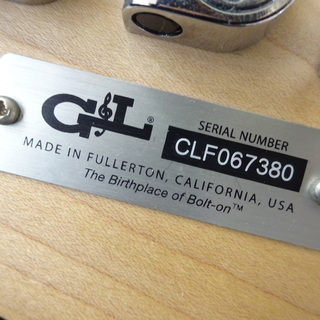 G&L®
SERIAL NUMBER
CLF067380
MADE IN FULLERTON, CALIFORNIA, USA
The Birthplace of Bolt-on™